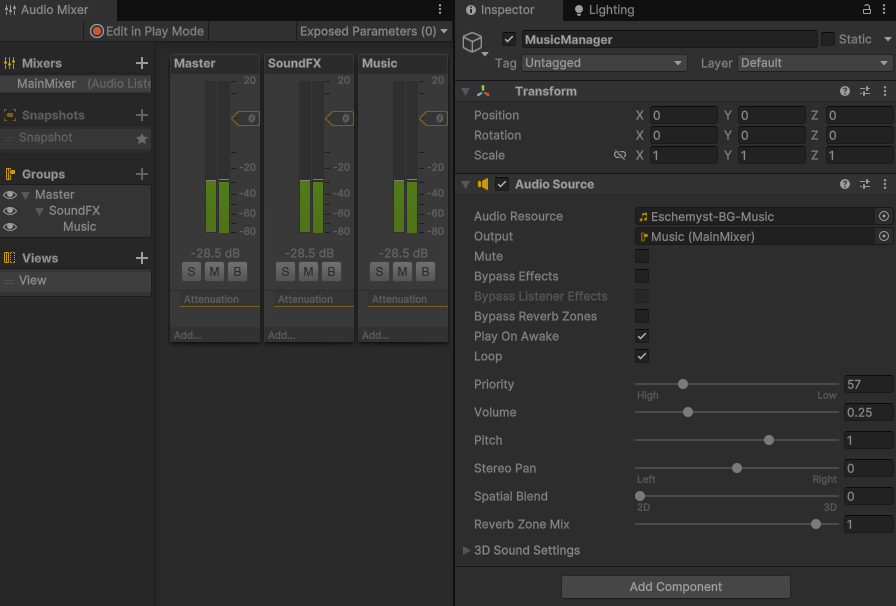 Audio Mixer
Edit in Play Mode
Exposed Parameters (0)
Mixers
MainMixer (Audio Liste
Snapshots
Snapshot
Groups
Master
SoundFX
Music
Views
View
Master
20
0
-20
-40
-60
-80
-28.5 dB
S M B
Attenuation
Add...
SoundFX
20
0
-20
-40
-60
-80
-28.5 dB
S M B
Attenuation
Add...
Music
20
0
-20
-40
-60
-80
-28.5 dB
S M B
Attenuation
Add...
Inspector
Lighting
MusicManager
Static
Tag Untagged
Layer Default
Transform
Position X 0 Y 0 Z 0
Rotation X 0 Y 0 Z 0
Scale X 1 Y 1 Z 1
Audio Source
Audio Resource Eschemyst-BG-Music
Output Music (MainMixer)
Mute
Bypass Effects
Bypass Listener Effects
Bypass Reverb Zones
Play On Awake
Loop
Priority 57
High Low
Volume 0.25
Pitch 1
Stereo Pan 0
Left Right
Spatial Blend 0
2D 3D
Reverb Zone Mix 1
3D Sound Settings
Add Component